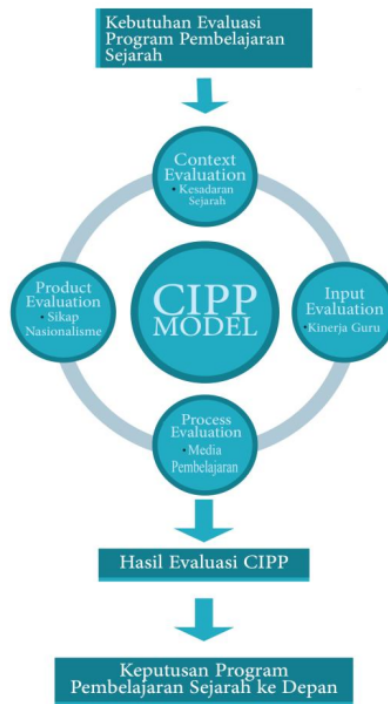 Kebutuhan Evaluasi
Program Pembelajaran
Sejarah
Context
Evaluation
• Kesadaran
Sejarah
Product
Evaluation
• Sikap
Nasionalisme
CIPP
MODEL
Input
Evaluation
• Kinerja Guru
Process
Evaluation
• Media
Pembelajaran
Hasil Evaluasi CIPP
Keputusan Program
Pembelajaran Sejarah ke Depan